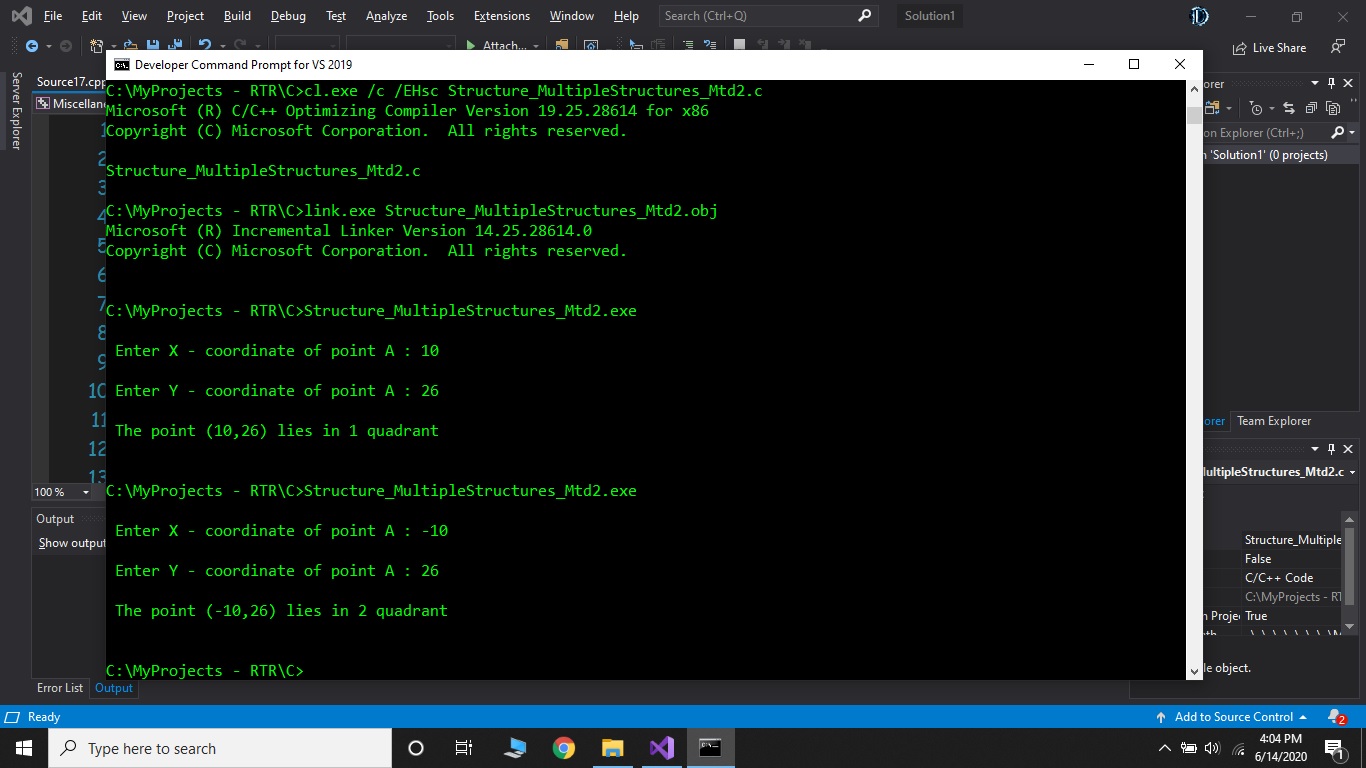 File Edit View Project Build Debug Test Analyze Tools Extensions Window Help Search (Ctrl+Q) Solution1
Attach...
Live Share
Developer Command Prompt for VS 2019
Server Explorer
Source17.cpp
Miscellane
1
2
3
4
5
6
7
8
9
10
11
12
13
100 %
Output
Show output
Error List Output
C:\MyProjects - RTR\C>cl.exe /c /EHsc Structure_MultipleStructures_Mtd2.c
Microsoft (R) C/C++ Optimizing Compiler Version 19.25.28614 for x86
Copyright (C) Microsoft Corporation.  All rights reserved.
Structure_MultipleStructures_Mtd2.c
C:\MyProjects - RTR\C>link.exe Structure_MultipleStructures_Mtd2.obj
Microsoft (R) Incremental Linker Version 14.25.28614.0
Copyright (C) Microsoft Corporation.  All rights reserved.
C:\MyProjects - RTR\C>Structure_MultipleStructures_Mtd2.exe
Enter X - coordinate of point A : 10
Enter Y - coordinate of point A : 26
The point (10,26) lies in 1 quadrant
C:\MyProjects - RTR\C>Structure_MultipleStructures_Mtd2.exe
Enter X - coordinate of point A : -10
Enter Y - coordinate of point A : 26
The point (-10,26) lies in 2 quadrant
C:\MyProjects - RTR\C>
orer
on Explorer (Ctrl+;)
n 'Solution1' (0 projects)
orer Team Explorer
ultipleStructures_Mtd2.c
Structure_Multiple
False
C/C++ Code
C:\MyProjects - RT
n Proje True
le object.
Ready
Add to Source Control 2
Type here to search
4:04 PM
6/14/2020
1